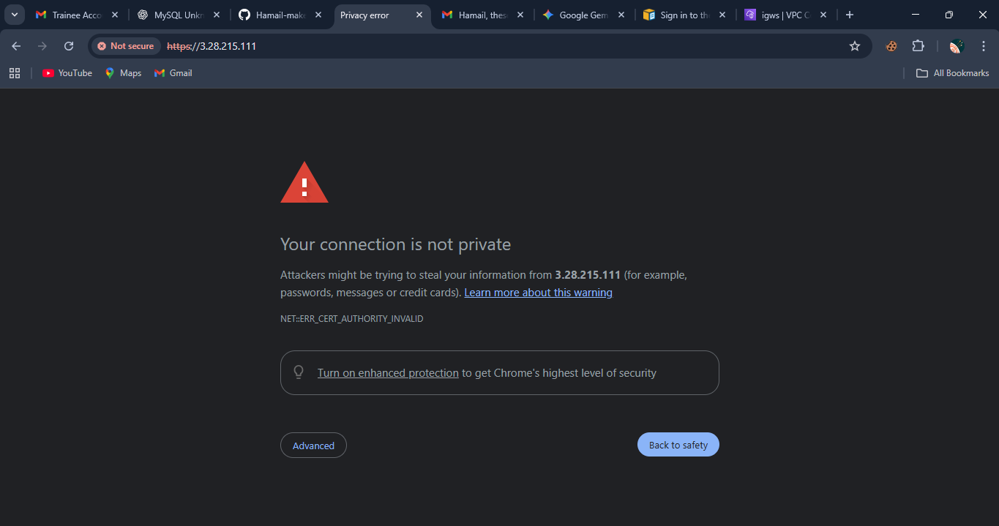 Trainee Acco
MySQL Unkn
Hamail-make
Privacy error
Hamail, thes
Google Gem
Sign in to th
igws | VPC C
Not secure
https://3.28.215.111
YouTube
Maps
Gmail
All Bookmarks
Your connection is not private
Attackers might be trying to steal your information from 3.28.215.111 (for example,
passwords, messages or credit cards). Learn more about this warning
NET::ERR_CERT_AUTHORITY_INVALID
Turn on enhanced protection to get Chrome's highest level of security
Advanced
Back to safety